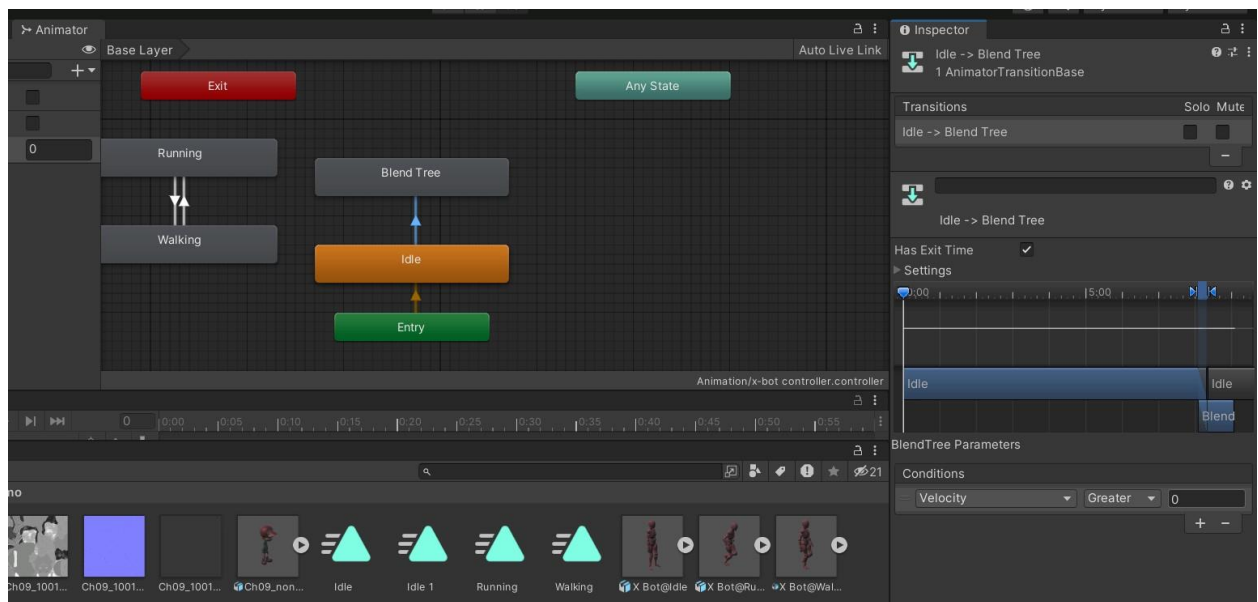 Animator
Base Layer
Auto Live Link
0
Exit
Any State
Running
Blend Tree
Walking
Idle
Entry
Animation/x-bot controller.controller
0
0:00
0:05
0:10
0:15
0:20
0:25
0:30
0:35
0:40
0:45
0:50
0:55
21
no
Ch09_1001...
Ch09_1001...
Ch09_1001...
Ch09_non...
Idle
Idle 1
Running
Walking
X Bot@Idle
X Bot@Ru...
X Bot@Wal...
Inspector
Idle -> Blend Tree
1 AnimatorTransitionBase
Transitions
Solo Mute
Idle -> Blend Tree
Idle -> Blend Tree
Has Exit Time
Settings
0:00
5:00
Idle
Idle
Blend
BlendTree Parameters
Conditions
Velocity Greater 0